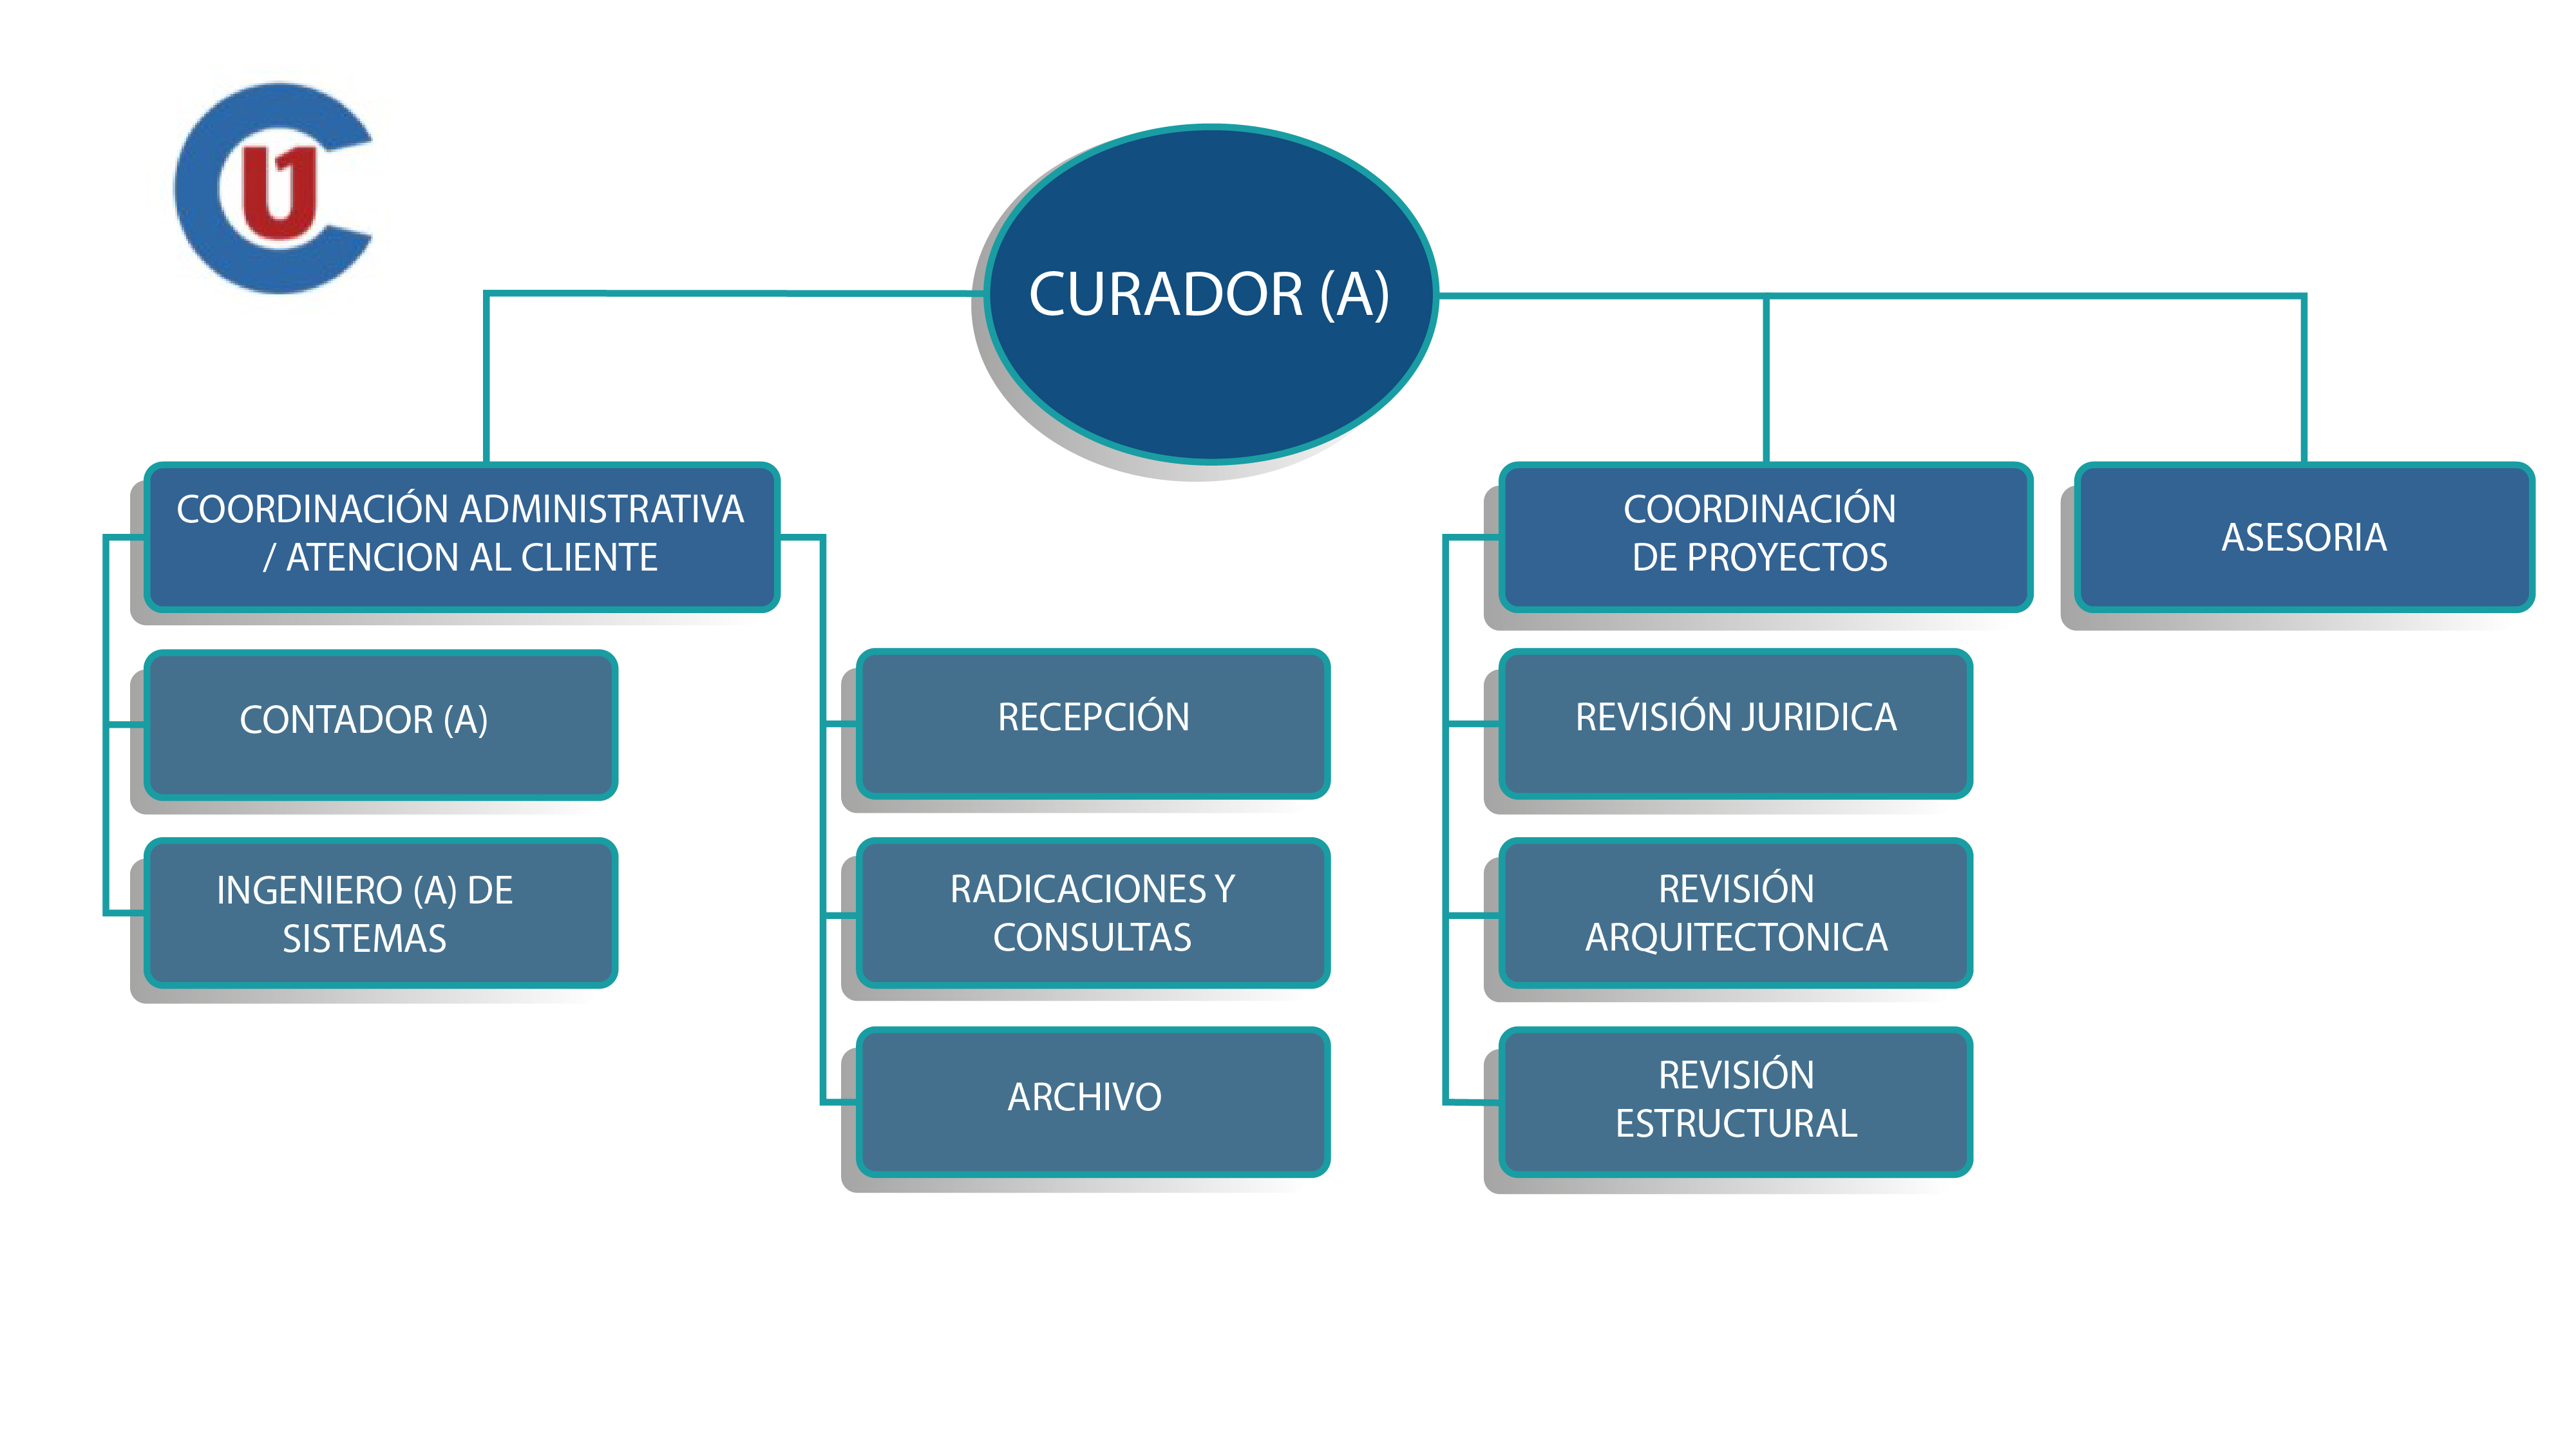 CU1
CURADOR (A)
COORDINACIÓN ADMINISTRATIVA
/ ATENCION AL CLIENTE
COORDINACIÓN
DE PROYECTOS
ASESORIA
CONTADOR (A)
RECEPCIÓN
REVISIÓN JURIDICA
INGENIERO (A) DE
SISTEMAS
RADICACIONES Y
CONSULTAS
REVISIÓN
ARQUITECTONICA
ARCHIVO
REVISIÓN
ESTRUCTURAL